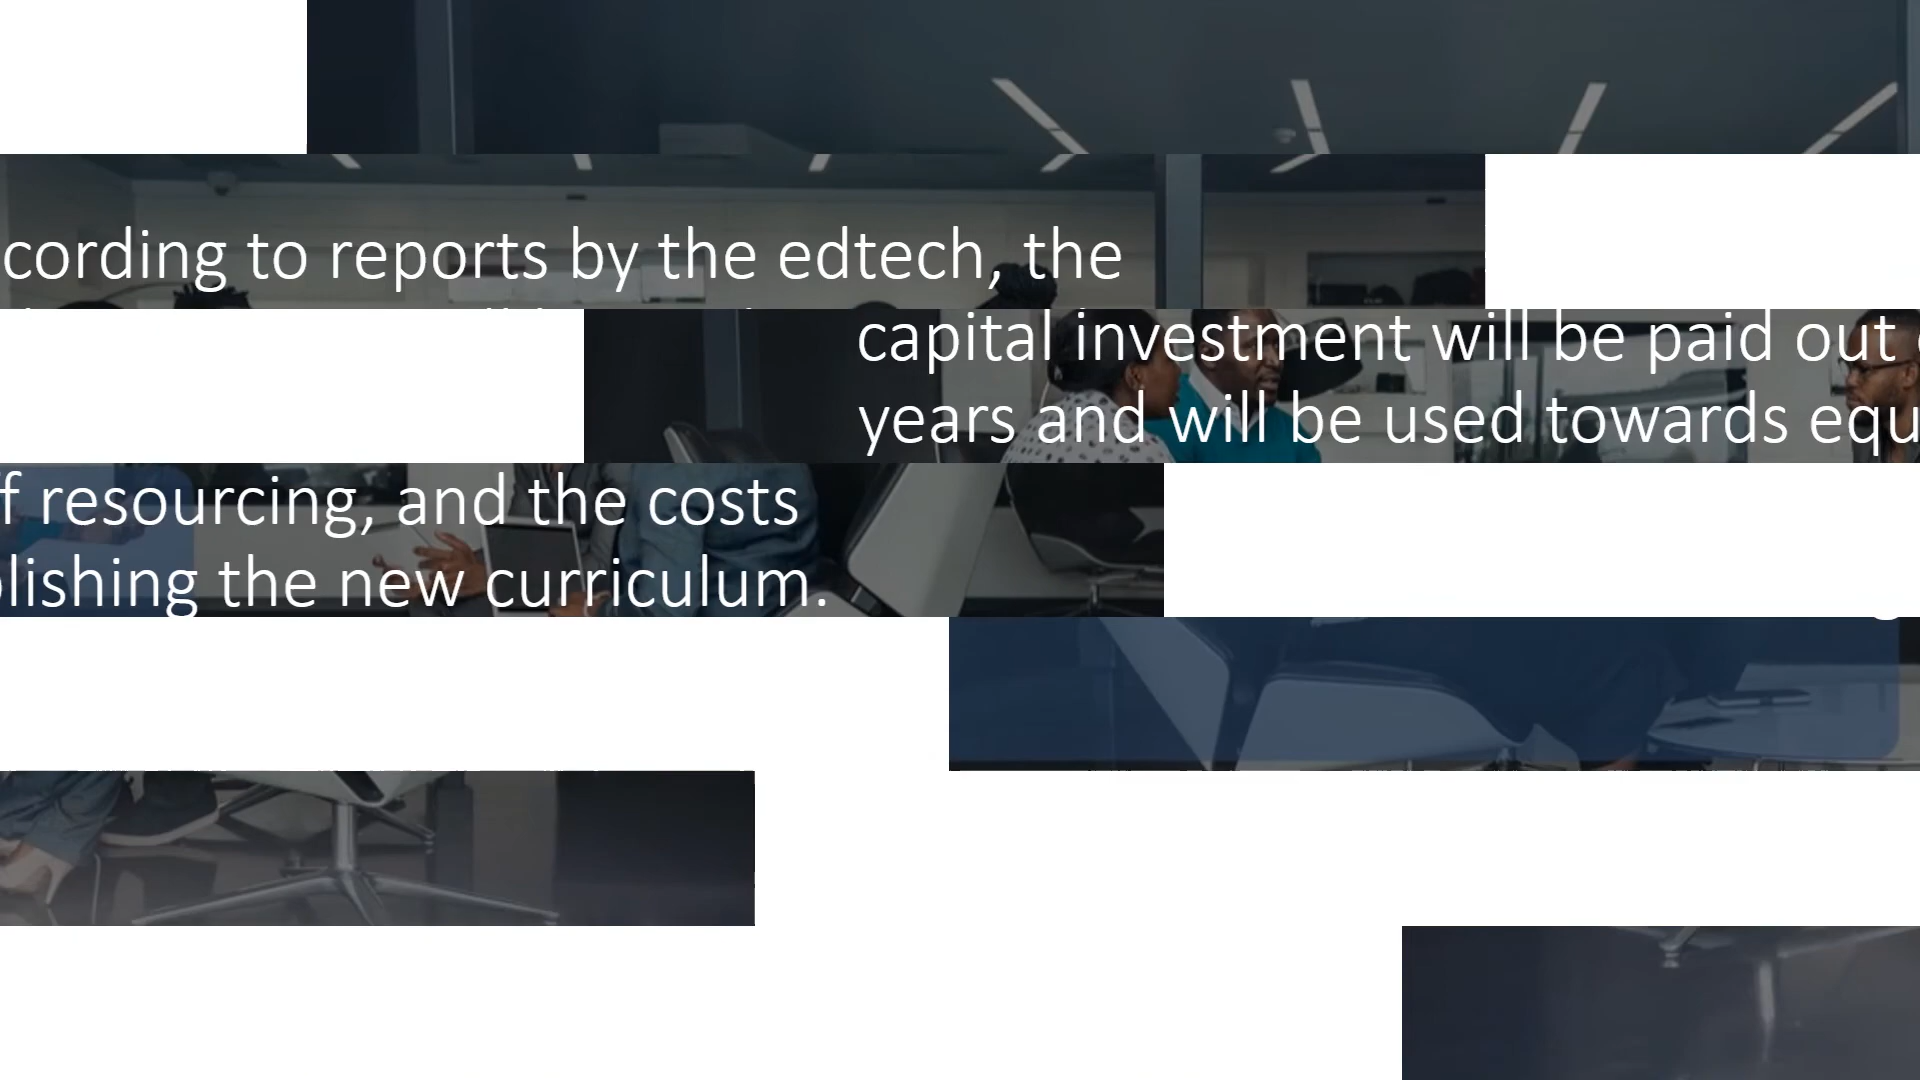 cording to reports by the edtech, the
capital investment will be paid out
years and will be used towards equ
f resourcing, and the costs
lishing the new curriculum.